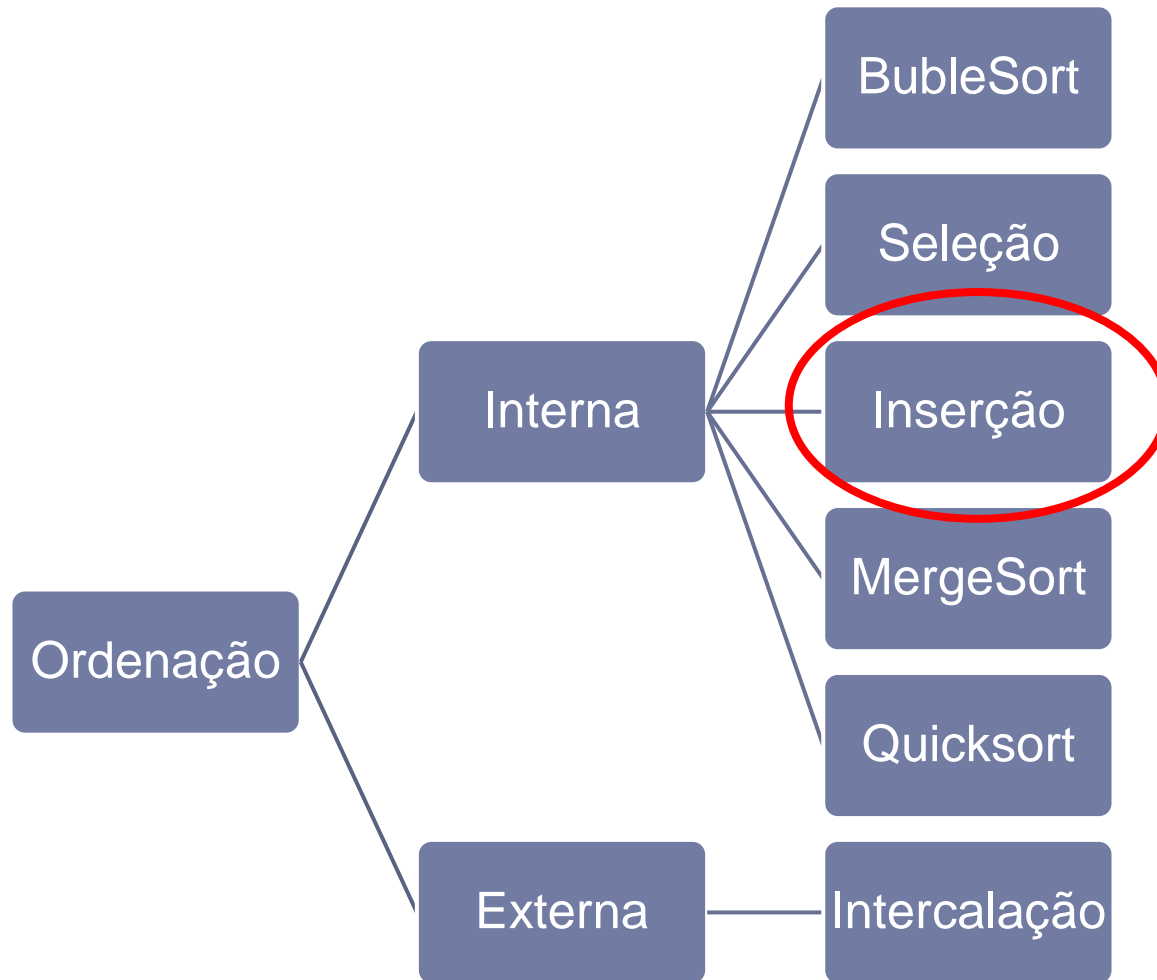 BubleSort
Seleção
Interna
Inserção
MergeSort
Ordenação
Quicksort
Externa
Intercalação